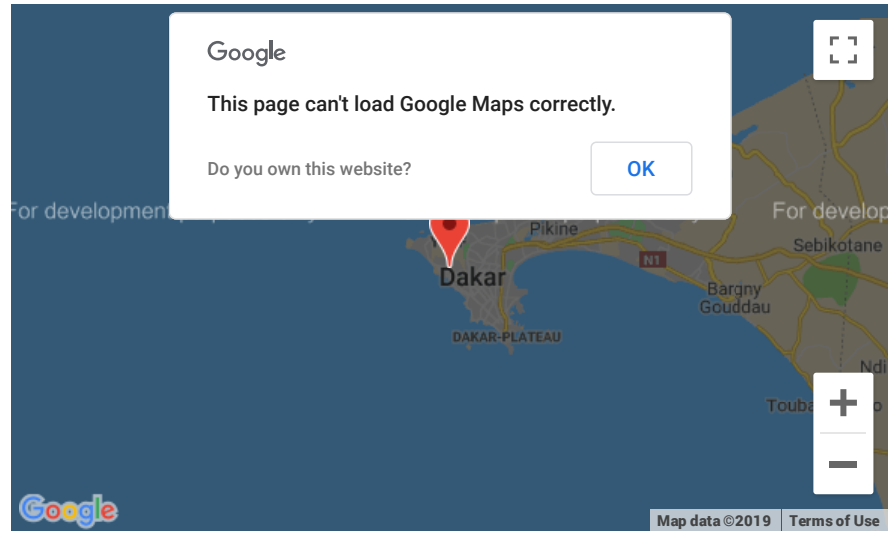 Google
This page can't load Google Maps correctly.
Do you own this website?
OK
For development
For develop
Pikine
Sebikotane
N1
Dakar
Bargny
Gouddau
DAKAR-PLATEAU
Ndi
Touba
Google
Map data ©2019
Terms of Use